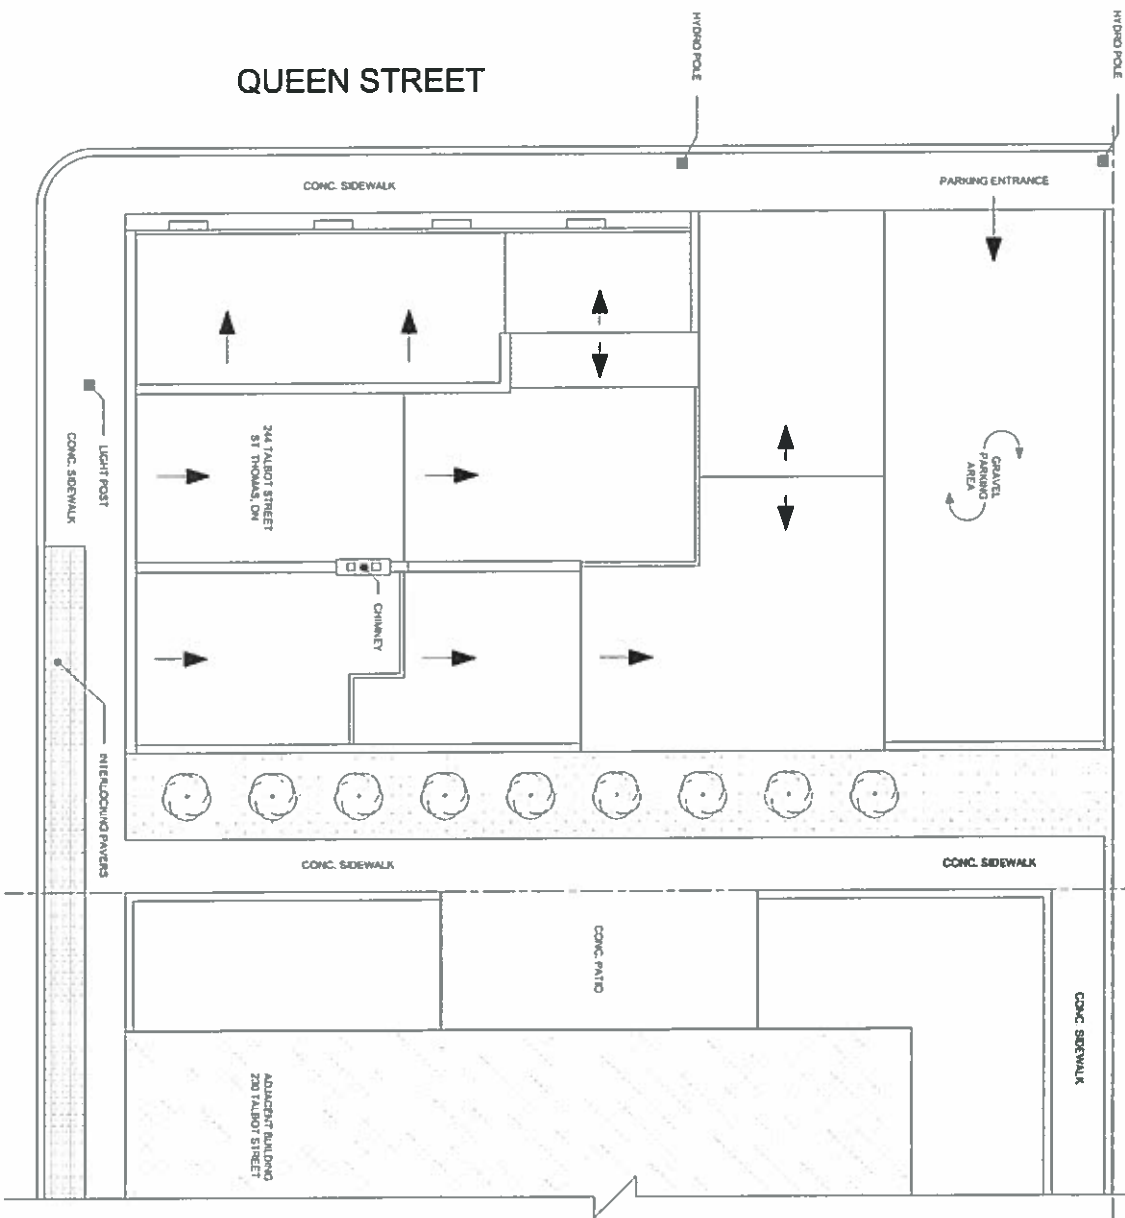 HYDRO POLE
HYDRO POLE
QUEEN STREET
CONC. SIDEWALK
PARKING ENTRANCE
LIGHT POST
CONC. SIDEWALK
244 TALBOT STREET
ST THOMAS, ON
GRAVEL
PARKING
AREA
CHIMNEY
INTERLOCKING PAVERS
CONC. SIDEWALK
CONC. SIDEWALK
CONC. PATIO
CONC. SIDEWALK
ADJACENT BUILDING
230 TALBOT STREET